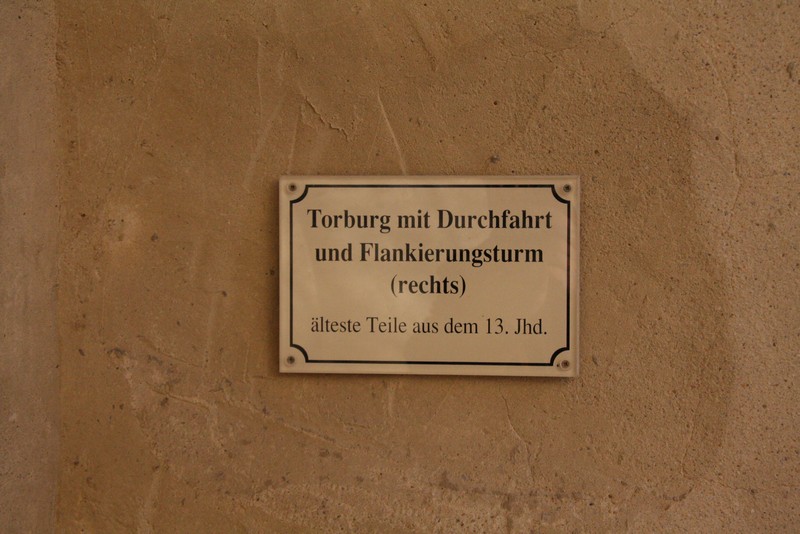 Torburg mit Durchfahrt
und Flankierungsturm
(rechts)
älteste Teile aus dem 13. Jhd.